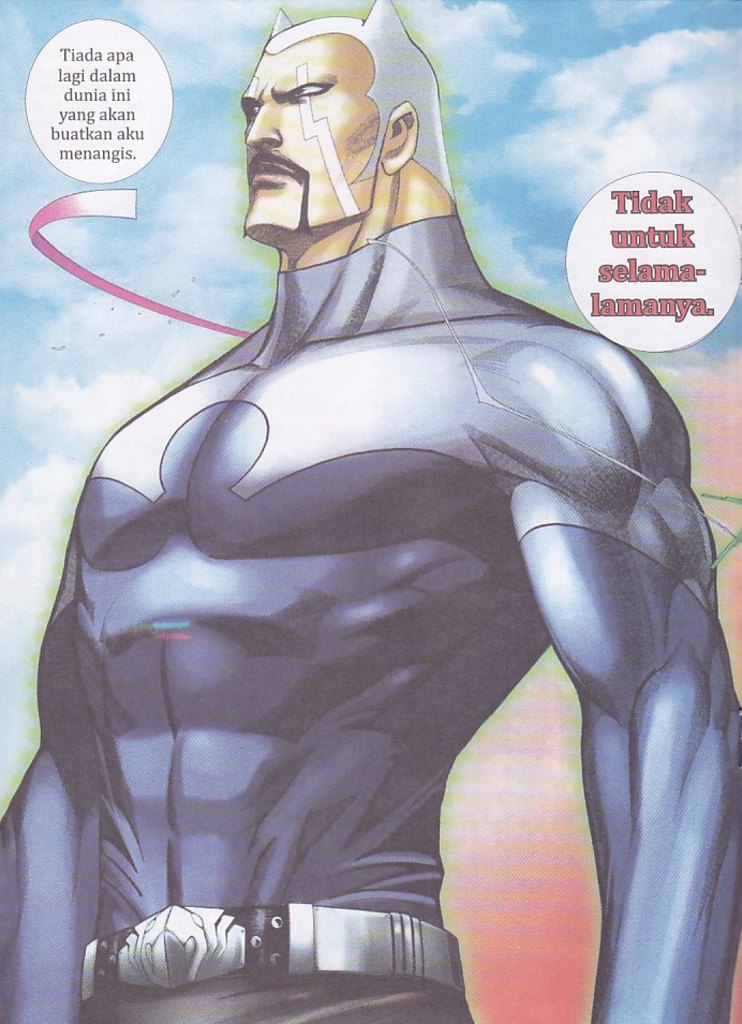 Tiada apa
lagi dalam
dunia ini
yang akan
buatkan aku
menangis.
Tidak
untuk
selama-
lamanya.